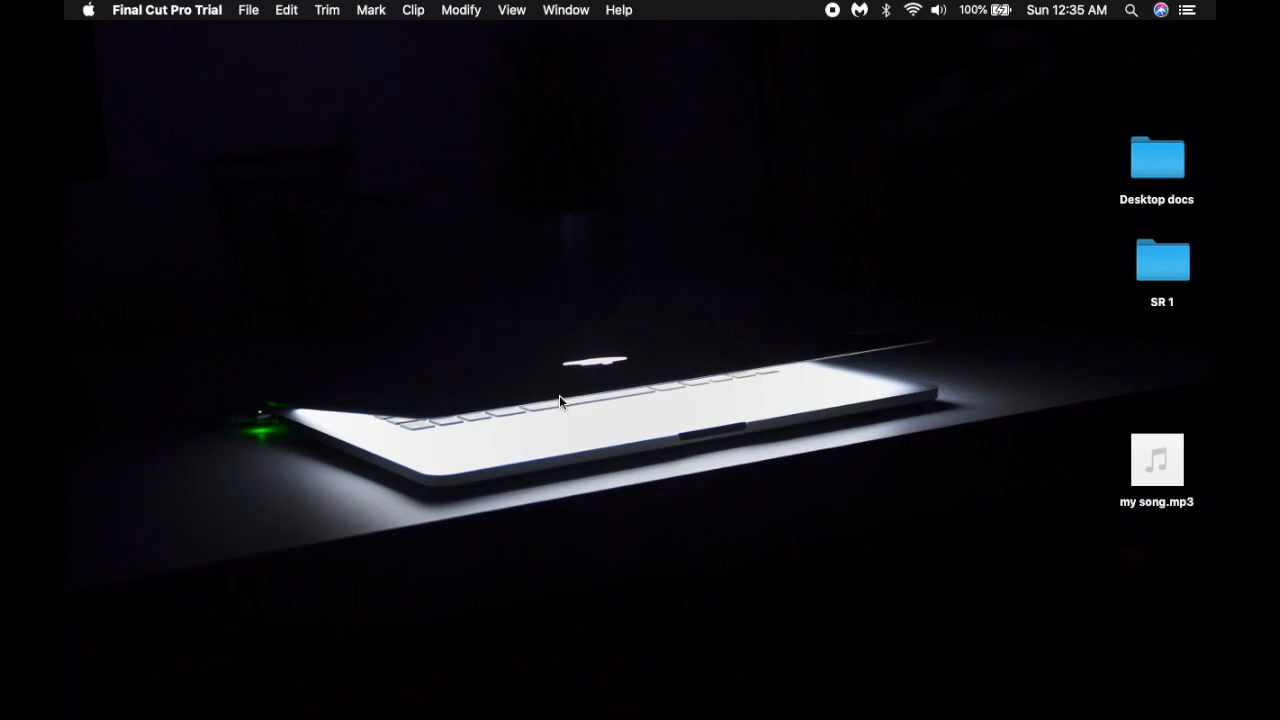 Final Cut Pro Trial File Edit Trim Mark Clip Modify View Window Help 100% Sun 12:35 AM
Desktop docs
SR 1
my song.mp3